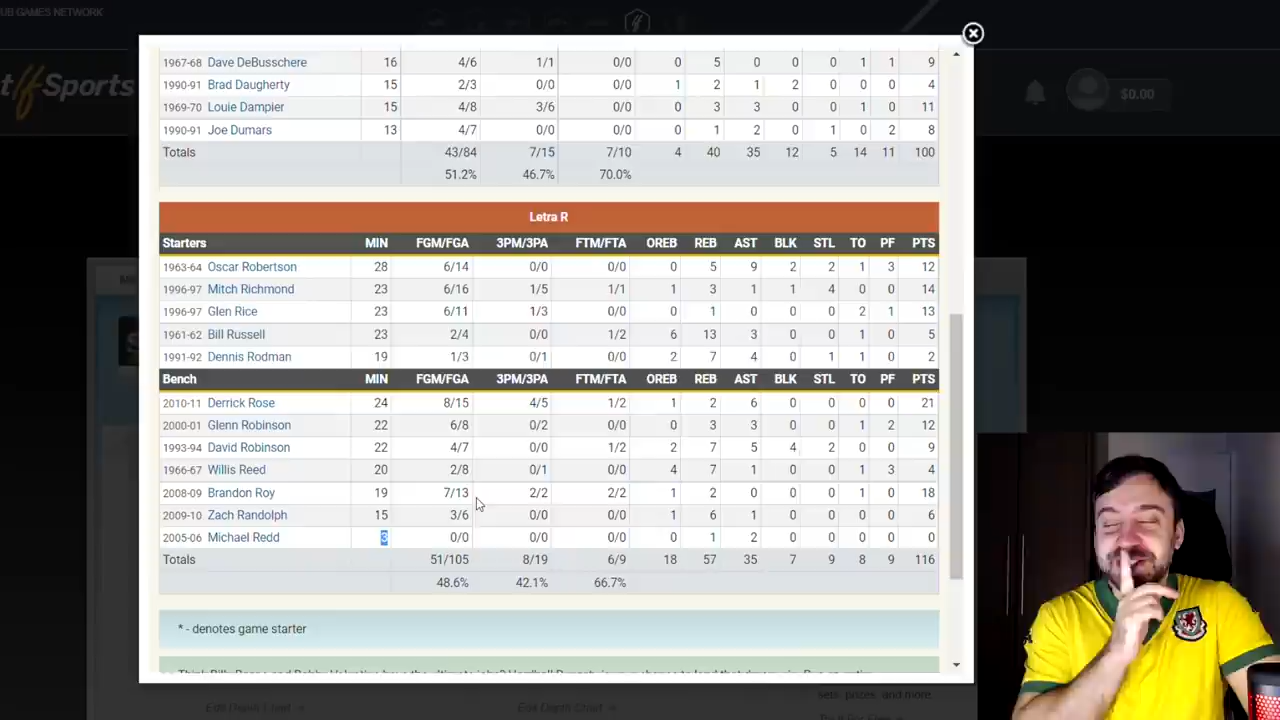 UB GAMES NETWORK
Sports
$0.00
1967-68 Dave DeBusschere 16 4/6 1/1 0/0 0 5 0 0 0 1 1 9
1990-91 Brad Daugherty 15 2/3 0/0 0/0 1 2 1 2 0 0 0 4
1969-70 Louie Dampier 15 4/8 3/6 0/0 0 3 3 0 0 1 0 11
1990-91 Joe Dumars 13 4/7 0/0 0/0 0 1 2 0 1 0 2 8
Totals 43/84 7/15 7/10 4 40 35 12 5 14 11 100
51.2% 46.7% 70.0%
Letra R
Starters MIN FGM/FGA 3PM/3PA FTM/FTA OREB REB AST BLK STL TO PF PTS
1963-64 Oscar Robertson 28 6/14 0/0 0/0 0 5 9 2 2 1 3 12
1996-97 Mitch Richmond 23 6/16 1/5 1/1 1 3 1 1 4 0 0 14
1996-97 Glen Rice 23 6/11 1/3 0/0 0 1 0 0 0 2 1 13
1961-62 Bill Russell 23 2/4 0/0 1/2 6 13 3 0 0 1 0 5
1991-92 Dennis Rodman 19 1/3 0/1 0/0 2 7 4 0 1 1 0 2
Bench MIN FGM/FGA 3PM/3PA FTM/FTA OREB REB AST BLK STL TO PF PTS
2010-11 Derrick Rose 24 8/15 4/5 1/2 1 2 6 0 0 0 0 21
2000-01 Glenn Robinson 22 6/8 0/2 0/0 0 3 3 0 0 1 2 12
1993-94 David Robinson 22 4/7 0/0 1/2 2 7 5 4 2 0 0 9
1966-67 Willis Reed 20 2/8 0/1 0/0 4 7 1 0 0 1 3 4
2008-09 Brandon Roy 19 7/13 2/2 2/2 1 2 0 0 0 1 0 18
2009-10 Zach Randolph 15 3/6 0/0 0/0 1 6 1 0 0 0 0 6
2005-06 Michael Redd 3 0/0 0/0 0/0 0 1 2 0 0 0 0 0
Totals 51/105 8/19 6/9 18 57 35 7 9 8 9 116
48.6% 42.1% 66.7%
* - denotes game starter
sets, prizes, and more.
Edit Depth Chart → Edit Depth Chart →